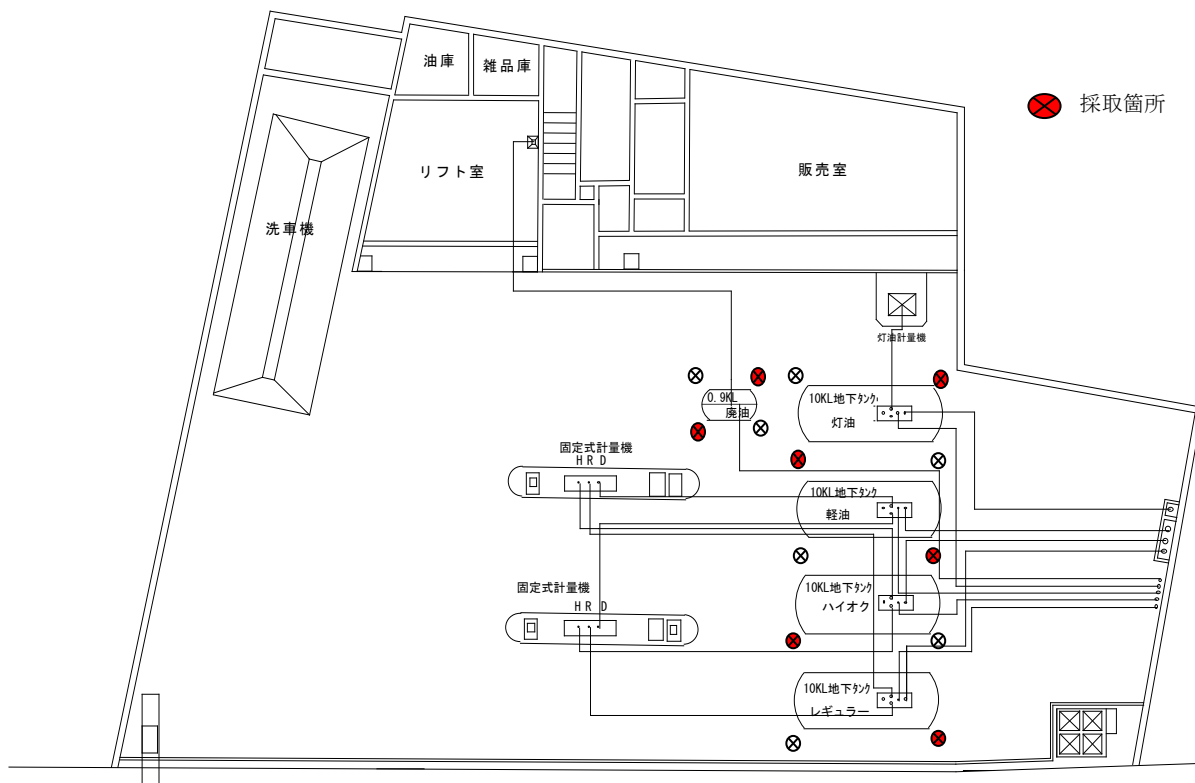 油庫
雑品庫
採取箇所
リフト室
販売室
洗車機
灯油計量機
0.9KL
廃油
10KL地下タンク
灯油
固定式計量機
H R D
10KL地下タンク
軽油
固定式計量機
H R D
10KL地下タンク
ハイオク
10KL地下タンク
レギュラー